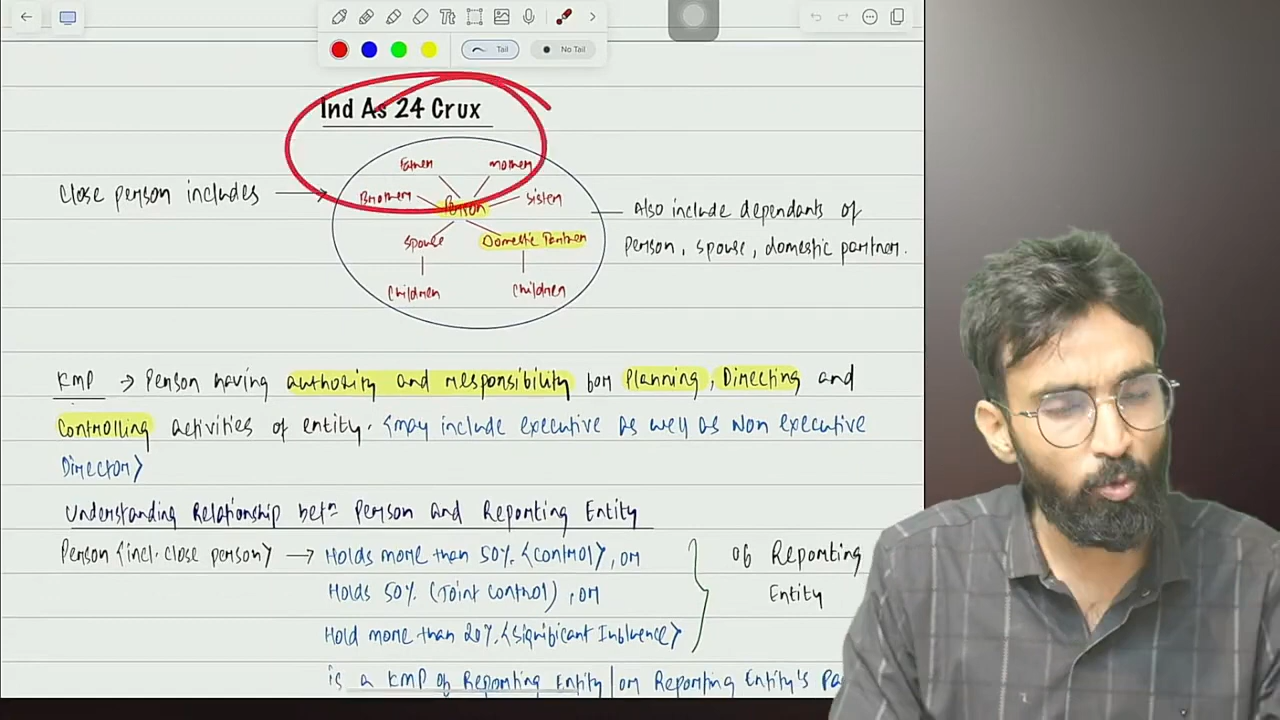 Tail
No Tail
Ind As 24 Crux
Father
mother
Close person includes
Brother
Person
Sister
Also include dependants of
Spouse
Domestic Partner
Person, Spouse, domestic partner.
Children
Children
KMP → Person having authority and responsibility for Planning, Directing and
Controlling activities of entity. {may include executive as well as Non executive
Director}
Understanding Relationship betn Person and Reporting Entity
Person {incl. close person} → Holds more than 50%. {control}, or
of Reporting
Holds 50% (Joint Control), or
Entity
Hold more than 20%. {Significant Influence}
is a KMP of Reporting Entity / or Reporting Entity's Pa